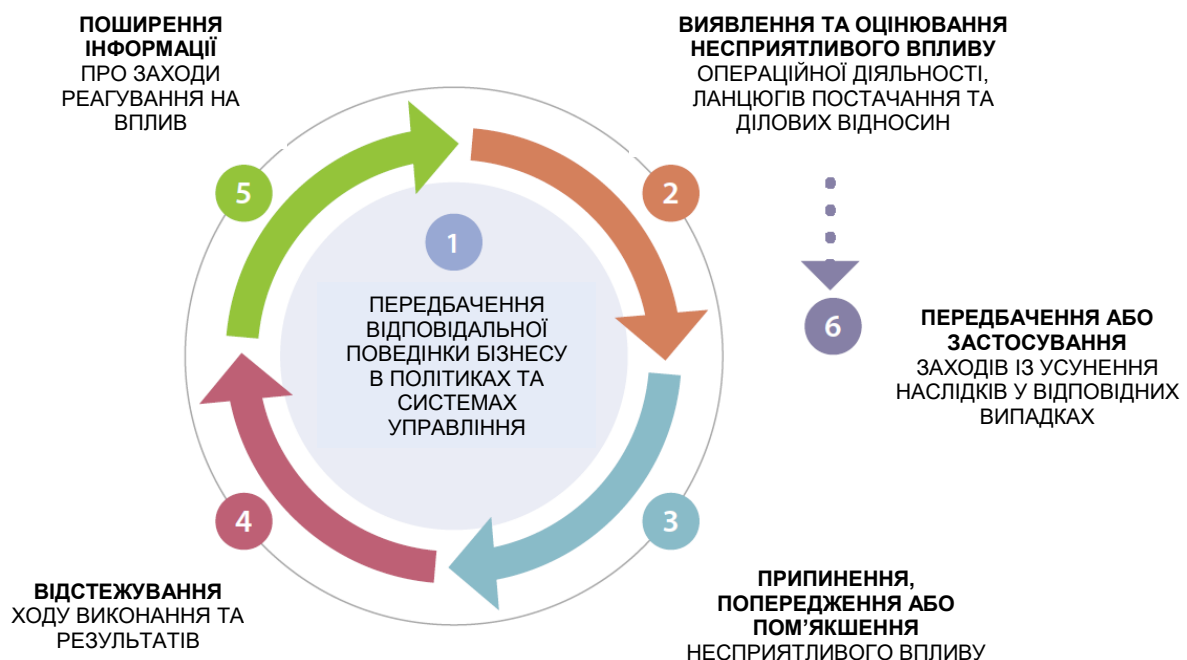 ПОШИРЕННЯ
ІНФОРМАЦІЇ
ПРО ЗАХОДИ
РЕАГУВАННЯ НА
ВПЛИВ
ВИЯВЛЕННЯ ТА ОЦІНЮВАННЯ
НЕСПРИЯТЛИВОГО ВПЛИВУ
ОПЕРАЦІЙНОЇ ДІЯЛЬНОСТІ,
ЛАНЦЮГІВ ПОСТАЧАННЯ ТА
ДІЛОВИХ ВІДНОСИН
5
2
1
ПЕРЕДБАЧЕННЯ
ВІДПОВІДАЛЬНОЇ
ПОВЕДІНКИ БІЗНЕСУ
В ПОЛІТИКАХ ТА
СИСТЕМАХ
УПРАВЛІННЯ
6
ПЕРЕДБАЧЕННЯ АБО
ЗАСТОСУВАННЯ
ЗАХОДІВ ІЗ УСУНЕННЯ
НАСЛІДКІВ У ВІДПОВІДНИХ
ВИПАДКАХ
4
3
ВІДСТЕЖУВАННЯ
ХОДУ ВИКОНАННЯ ТА
РЕЗУЛЬТАТІВ
ПРИПИНЕННЯ,
ПОПЕРЕДЖЕННЯ АБО
ПОМ’ЯКШЕННЯ
НЕСПРИЯТЛИВОГО ВПЛИВУ